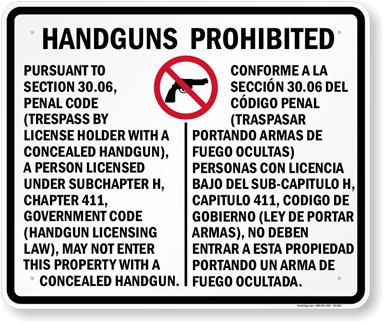 HANDGUNS PROHIBITED
PURSUANT TO
SECTION 30.06,
PENAL CODE
(TRESPASS BY
LICENSE HOLDER WITH A
CONCEALED HANDGUN),
A PERSON LICENSED
UNDER SUBCHAPTER H,
CHAPTER 411,
GOVERNMENT CODE
(HANDGUN LICENSING
LAW), MAY NOT ENTER
THIS PROPERTY WITH A
CONCEALED HANDGUN.
CONFORME A LA
SECCIÓN 30.06 DEL
CÓDIGO PENAL
(TRASPASAR
PORTANDO ARMAS DE
FUEGO OCULTAS)
PERSONAS CON LICENCIA
BAJO DEL SUB-CAPITULO H,
CAPITULO 411, CODIGO DE
GOBIERNO (LEY DE PORTAR
ARMAS), NO DEBEN
ENTRAR A ESTA PROPIEDAD
PORTANDO UN ARMA DE
FUEGO OCULTADA.